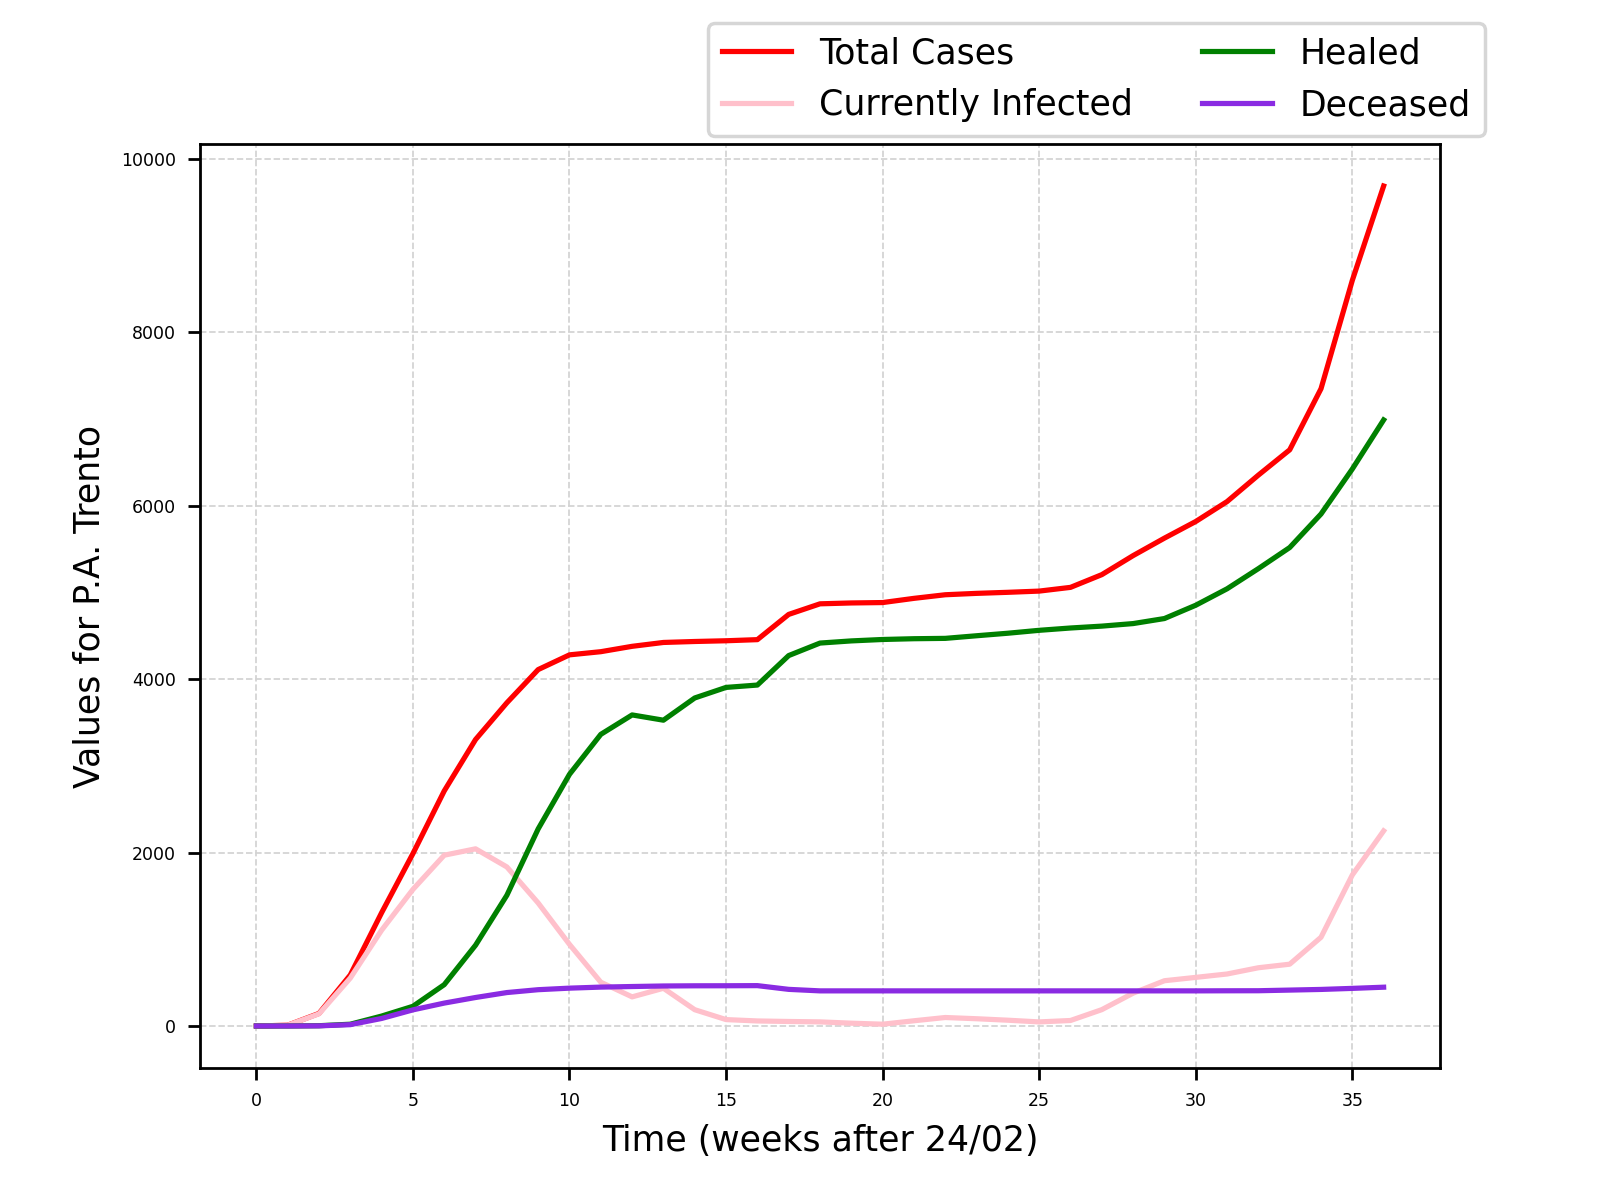 Total Cases
Currently Infected
Healed
Deceased
10000
8000
6000
4000
2000
0
Values for P.A. Trento
0 5 10 15 20 25 30 35
Time (weeks after 24/02)